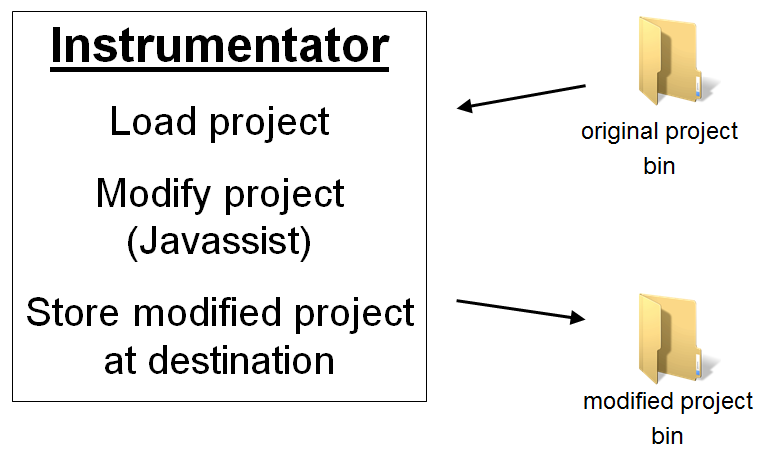 Instrumentator
Load project
Modify project
(Javassist)
Store modified project
at destination
original project
bin
modified project
bin